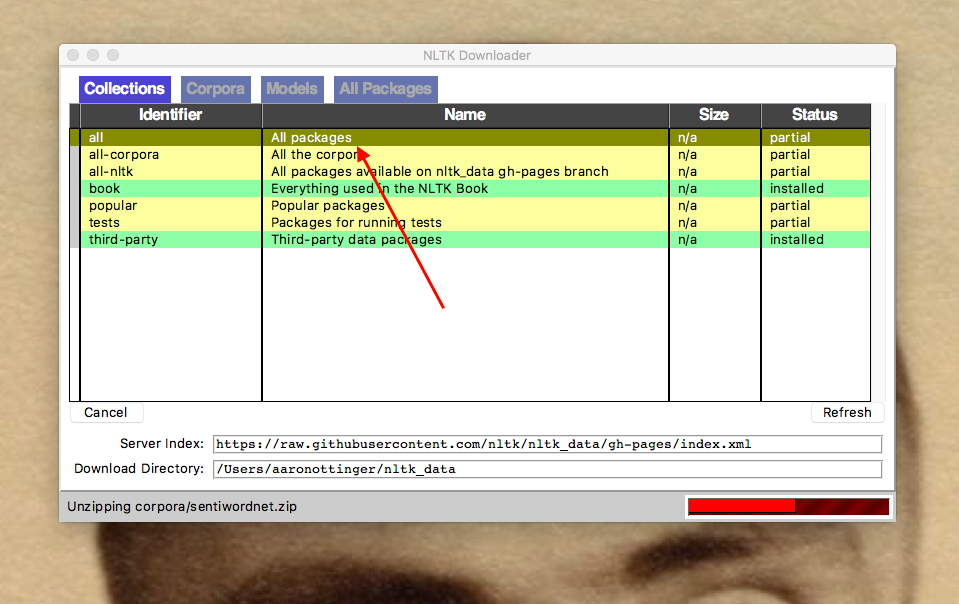 NLTK Downloader
Collections Corpora Models All Packages
Identifier Name Size Status
all All packages n/a partial
all-corpora All the corpora n/a partial
all-nltk All packages available on nltk_data gh-pages branch n/a partial
book Everything used in the NLTK Book n/a installed
popular Popular packages n/a partial
tests Packages for running tests n/a partial
third-party Third-party data packages n/a installed
Cancel Refresh
Server Index: https://raw.githubusercontent.com/nltk/nltk_data/gh-pages/index.xml
Download Directory: /Users/aaronottinger/nltk_data
Unzipping corpora/sentiwordnet.zip